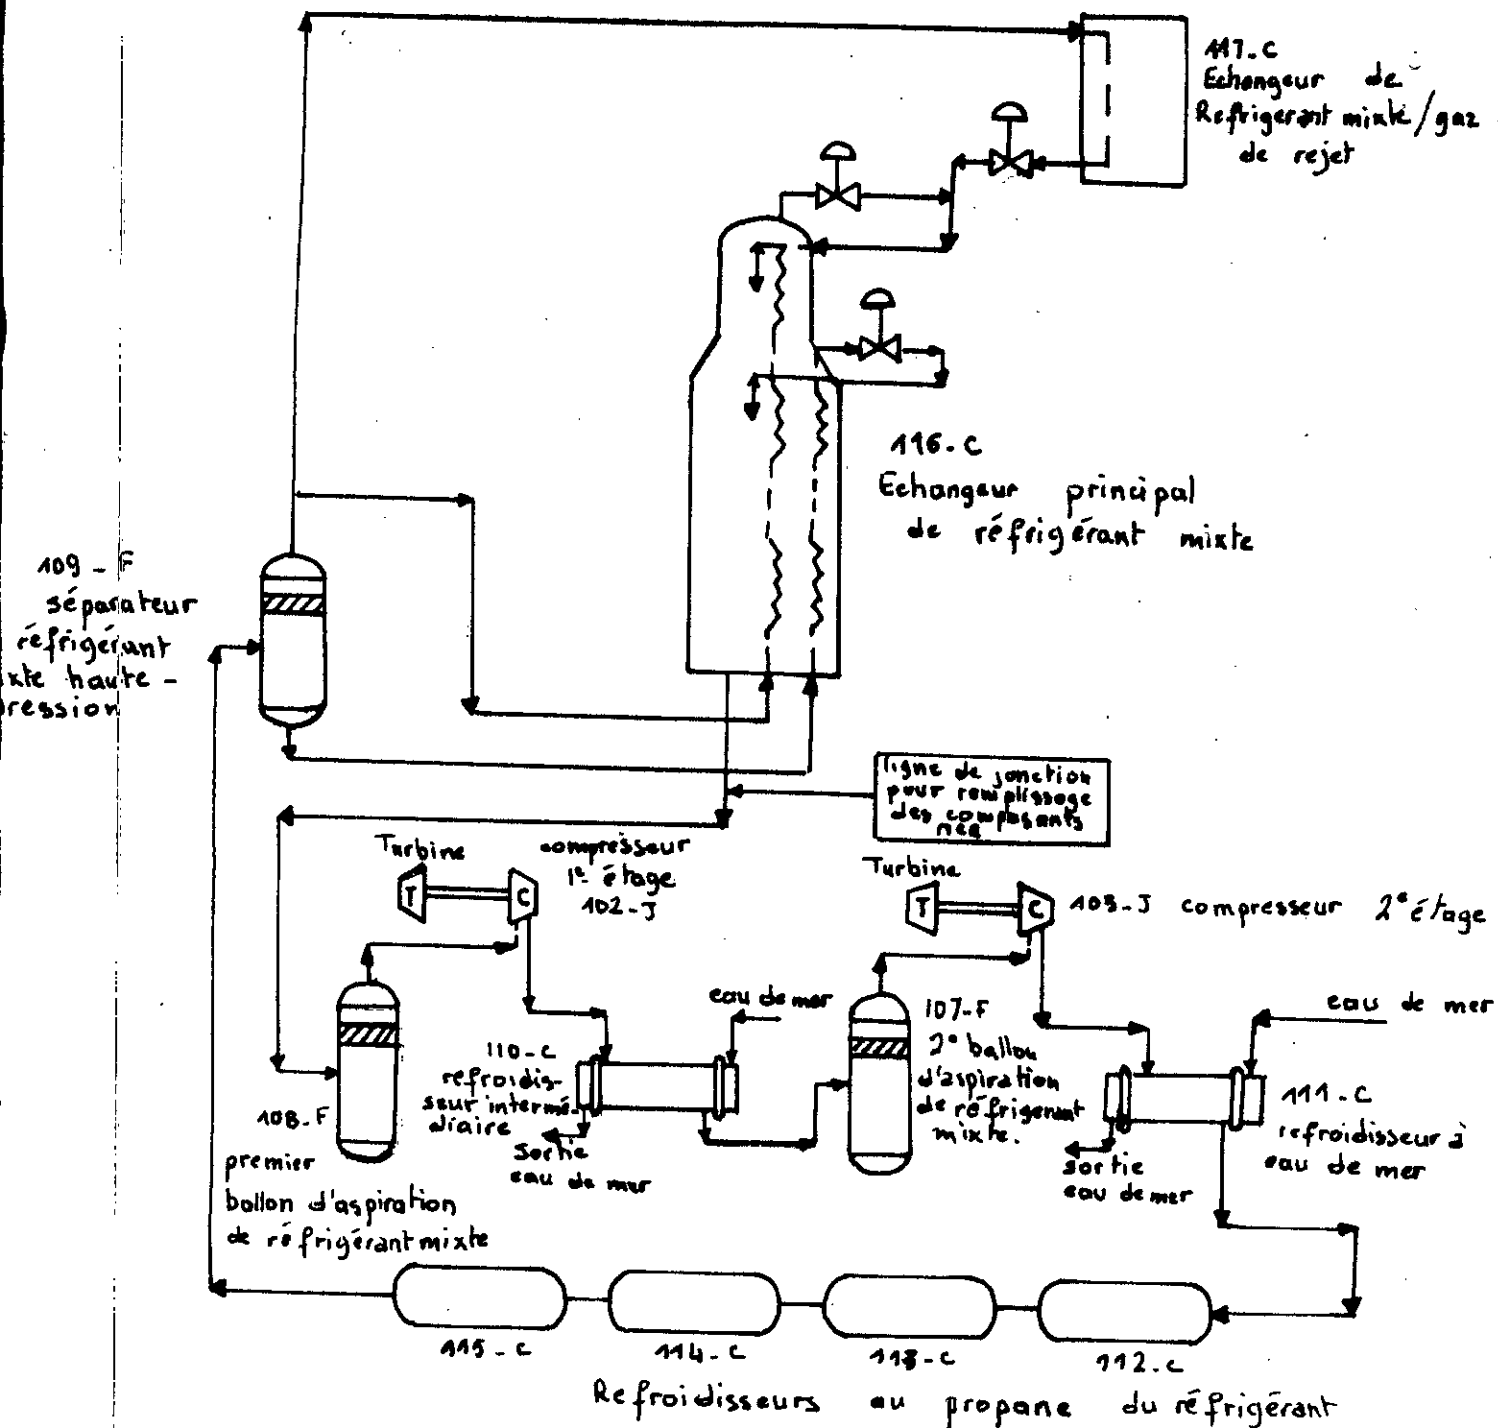 117-C
Echangeur de
Refrigerant mixte/gaz
de rejet
116-C
Echangeur principal
de réfrigérant mixte
109-F
séparateur
réfrigérant
xte haute-
ression
ligne de jonction
pour remplissage
des composants
MCR
Turbine
T
C
compresseur
1e étage
102-J
Turbine
T
C
103-J compresseur 2e étage
108-F
premier
ballon d'aspiration
de réfrigérant mixte
110-C
refroidis-
seur intermé-
diaire
eau de mer
Sortie
eau de mer
107-F
2° ballon
d'aspiration
de réfrigerant
mixte.
eau de mer
111-C
refroidisseur à
eau de mer
sortie
eau de mer
115-C
114-C
113-C
112-C
Refroidisseurs au propane du réfrigérant